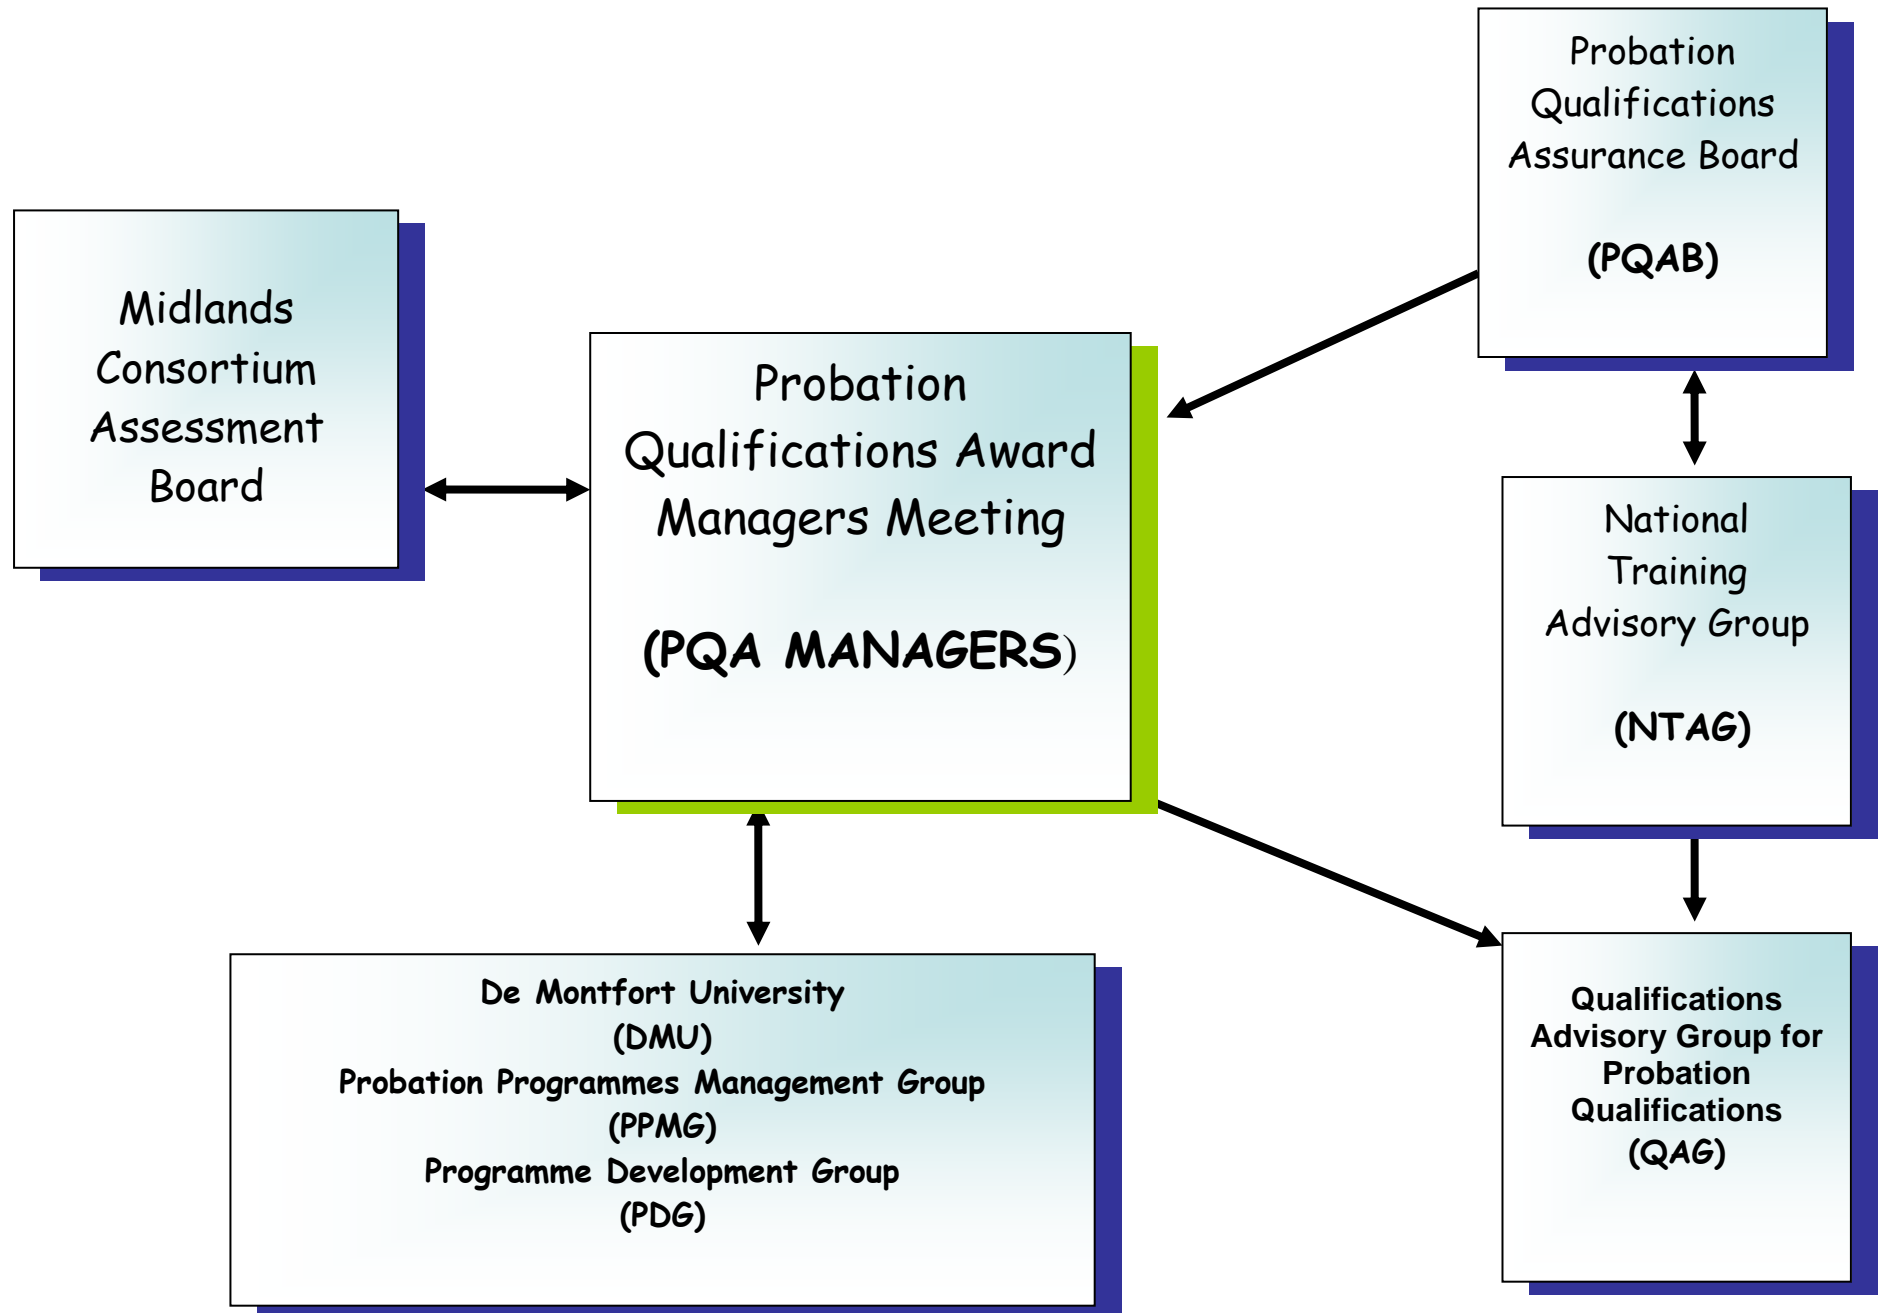 Probation
Qualifications
Assurance Board
(PQAB)
Midlands
Consortium
Assessment
Board
Probation
Qualifications Award
Managers Meeting
(PQA MANAGERS)
National
Training
Advisory Group
(NTAG)
De Montfort University
(DMU)
Probation Programmes Management Group
(PPMG)
Programme Development Group
(PDG)
Qualifications
Advisory Group for
Probation
Qualifications
(QAG)